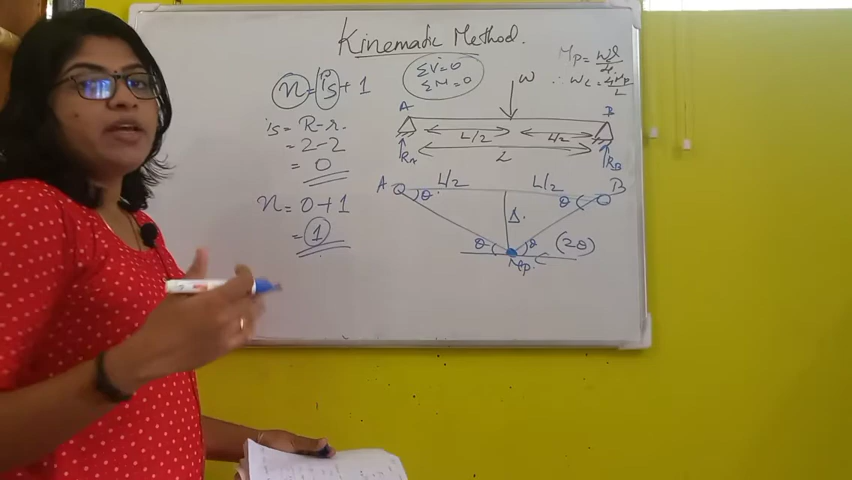 Kinematic Method.
n = is + 1
is = R - r.
= 2 - 2
= 0
n = 0 + 1
= 1
ΣV = 0
ΣM = 0
Mp = wl/4
∴ Wc = 4Mp/L
W
A
B
L/2
L/2
RA
L
RB
A
L/2
L/2
B
θ
θ
Δ.
θ
θ
(2θ)
Mp.